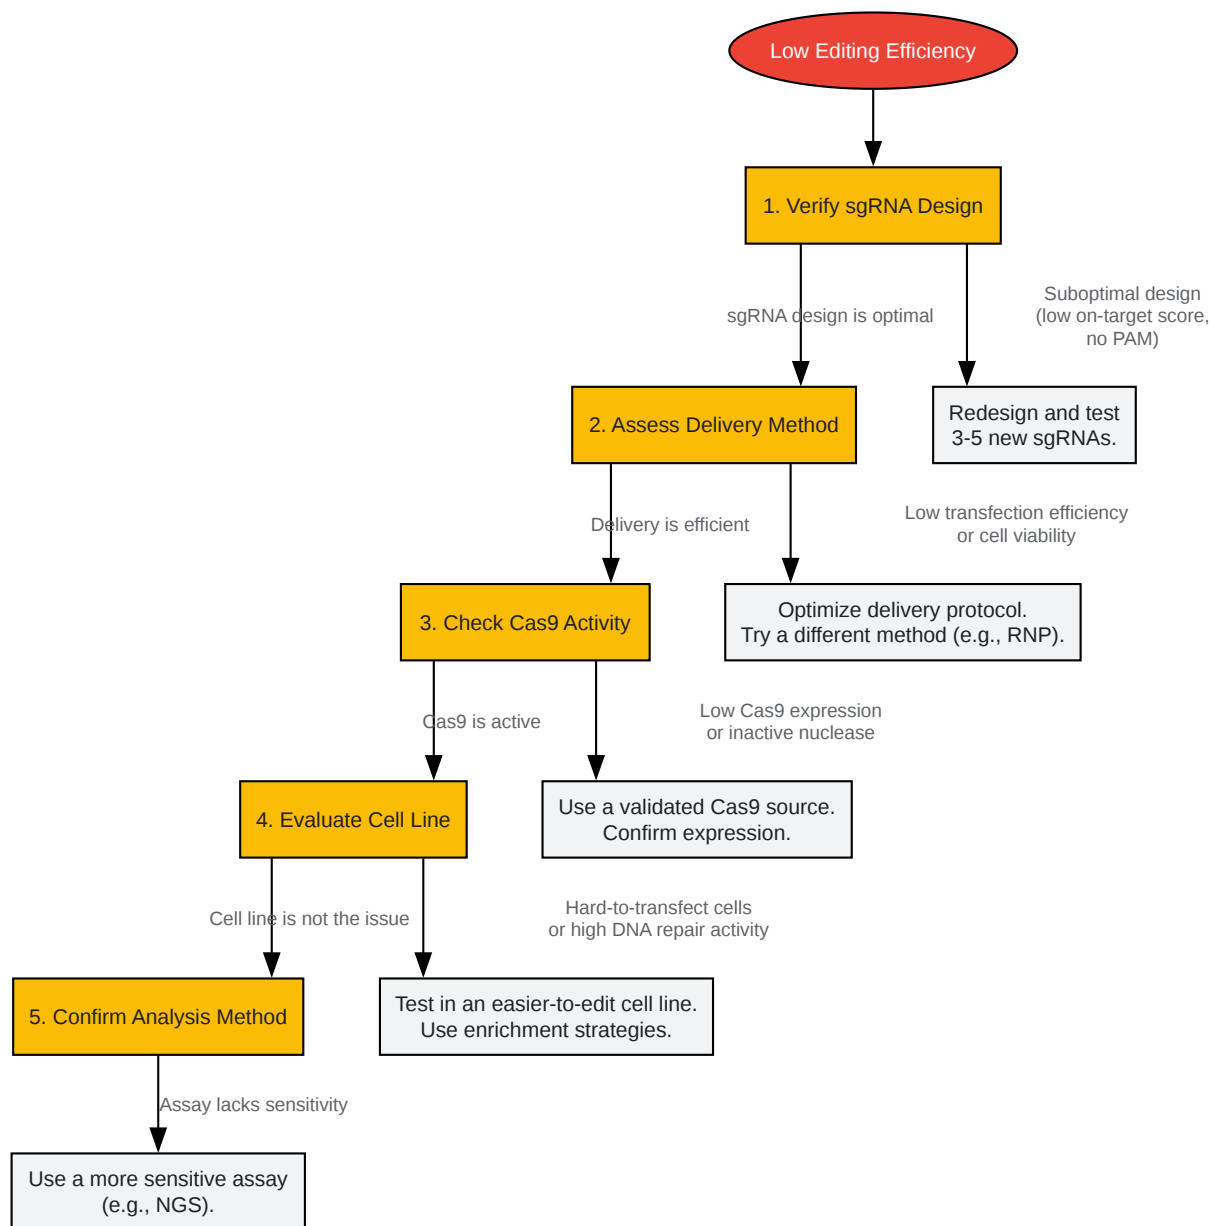 Low Editing Efficiency
1. Verify sgRNA Design
sgRNA design is optimal
Suboptimal design
(low on-target score,
no PAM)
2. Assess Delivery Method
Redesign and test
3-5 new sgRNAs.
Delivery is efficient
Low transfection efficiency
or cell viability
3. Check Cas9 Activity
Optimize delivery protocol.
Try a different method (e.g., RNP).
Cas9 is active
Low Cas9 expression
or inactive nuclease
4. Evaluate Cell Line
Use a validated Cas9 source.
Confirm expression.
Cell line is not the issue
Hard-to-transfect cells
or high DNA repair activity
5. Confirm Analysis Method
Test in an easier-to-edit cell line.
Use enrichment strategies.
Assay lacks sensitivity
Use a more sensitive assay
(e.g., NGS).